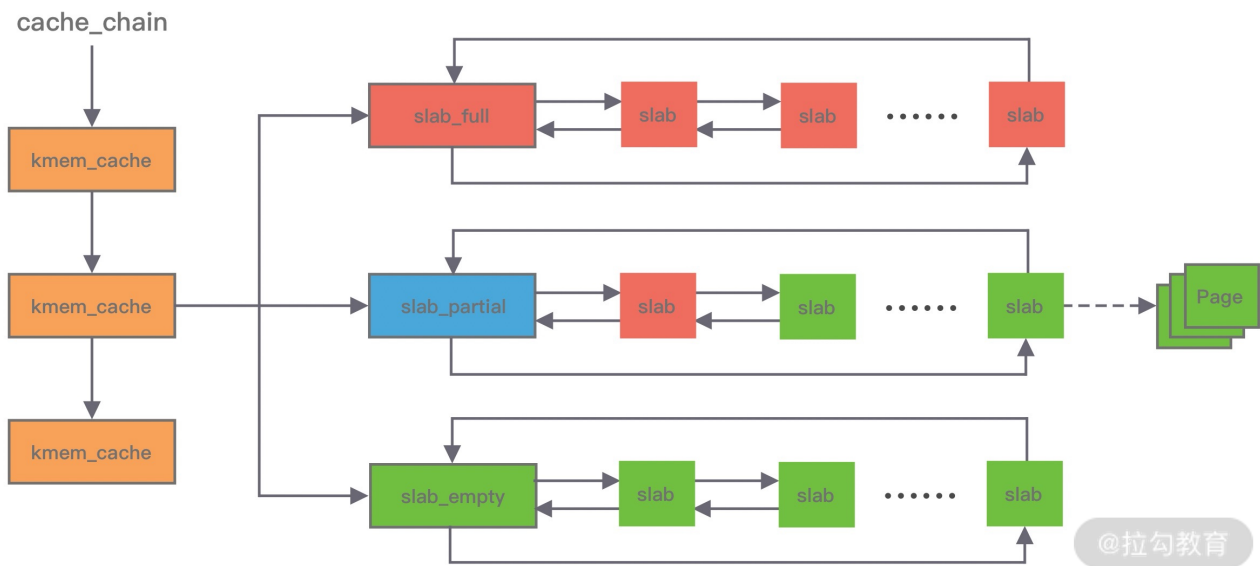 cache_chain
kmem_cache
kmem_cache
kmem_cache
slab_full
slab
slab
......
slab
slab_partial
slab
slab
......
slab
Page
slab_empty
slab
slab
......
slab
@拉勾教育